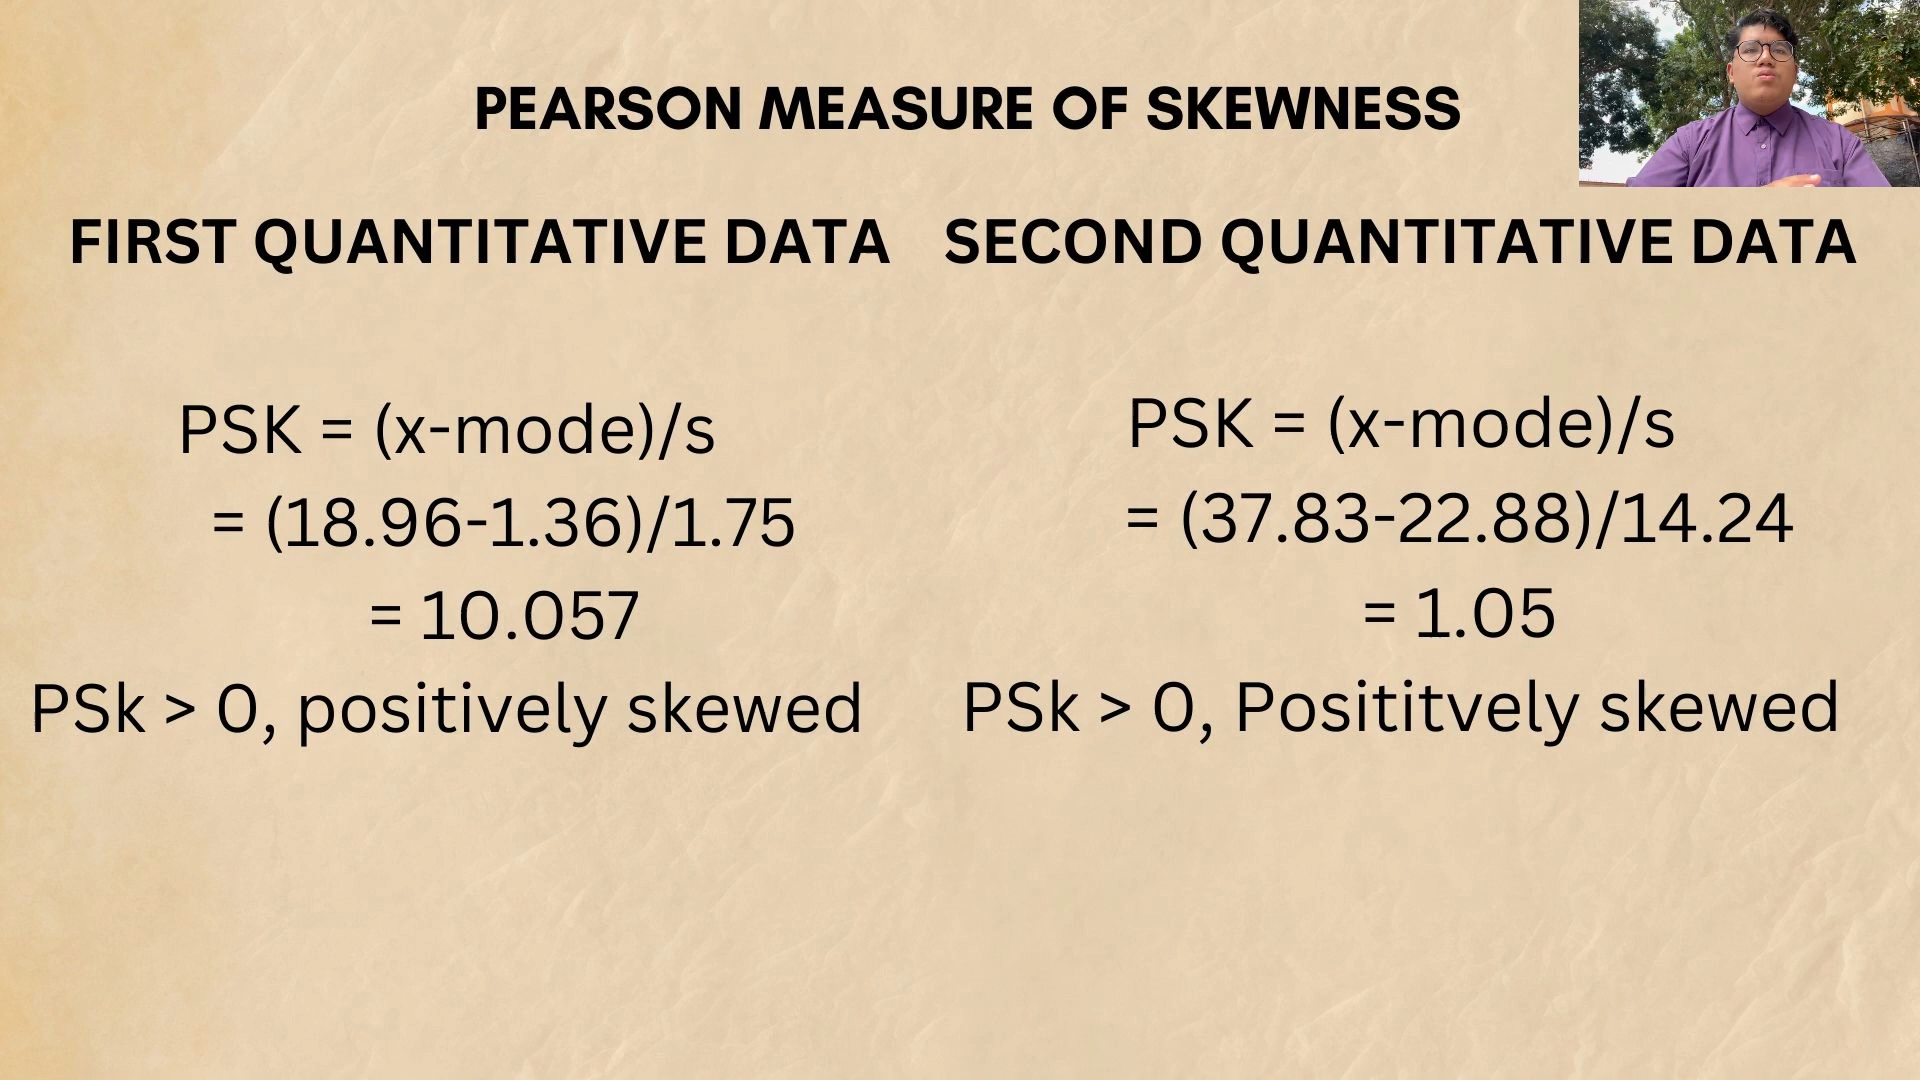 PEARSON MEASURE OF SKEWNESS
FIRST QUANTITATIVE DATA
PSK = (x-mode)/s
= (18.96-1.36)/1.75
= 10.057
PSk > 0, positively skewed
SECOND QUANTITATIVE DATA
PSK = (x-mode)/s
= (37.83-22.88)/14.24
= 1.05
PSk > 0, Posititvely skewed